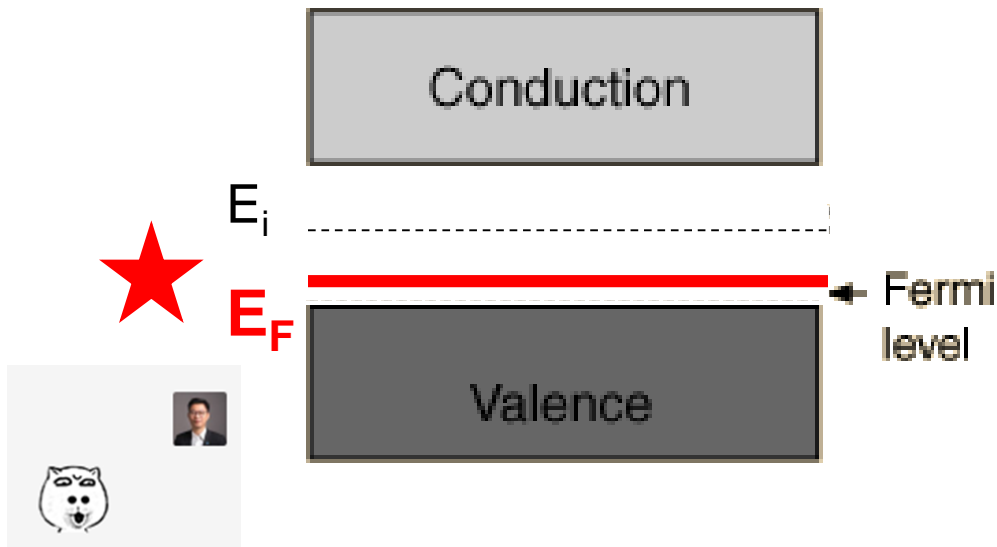 Conduction
Ei
EF
Fermi
level
Valence